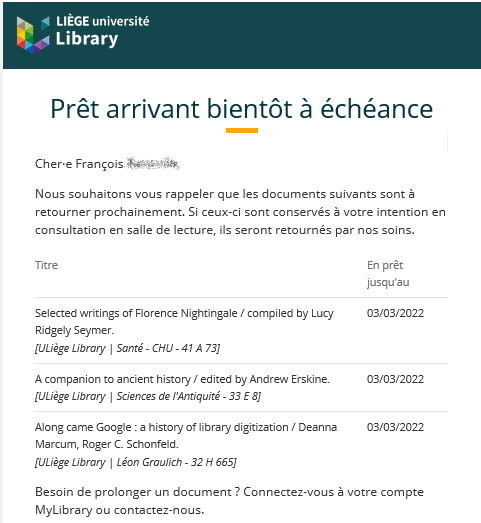 LIÈGE université
Library
Prêt arrivant bientôt à échéance
Cher·e François
Nous souhaitons vous rappeler que les documents suivants sont à
retourner prochainement. Si ceux-ci sont conservés à votre intention en
consultation en salle de lecture, ils seront retournés par nos soins.
Titre
En prêt
jusqu'au
Selected writings of Florence Nightingale / compiled by Lucy
Ridgely Seymer.
[ULiège Library | Santé - CHU - 41 A 73]
03/03/2022
A companion to ancient history / edited by Andrew Erskine.
[ULiège Library | Sciences de l'Antiquité - 33 E 8]
03/03/2022
Along came Google : a history of library digitization / Deanna
Marcum, Roger C. Schonfeld.
[ULiège Library | Léon Graulich - 32 H 665]
03/03/2022
Besoin de prolonger un document ? Connectez-vous à votre compte
MyLibrary ou contactez-nous.